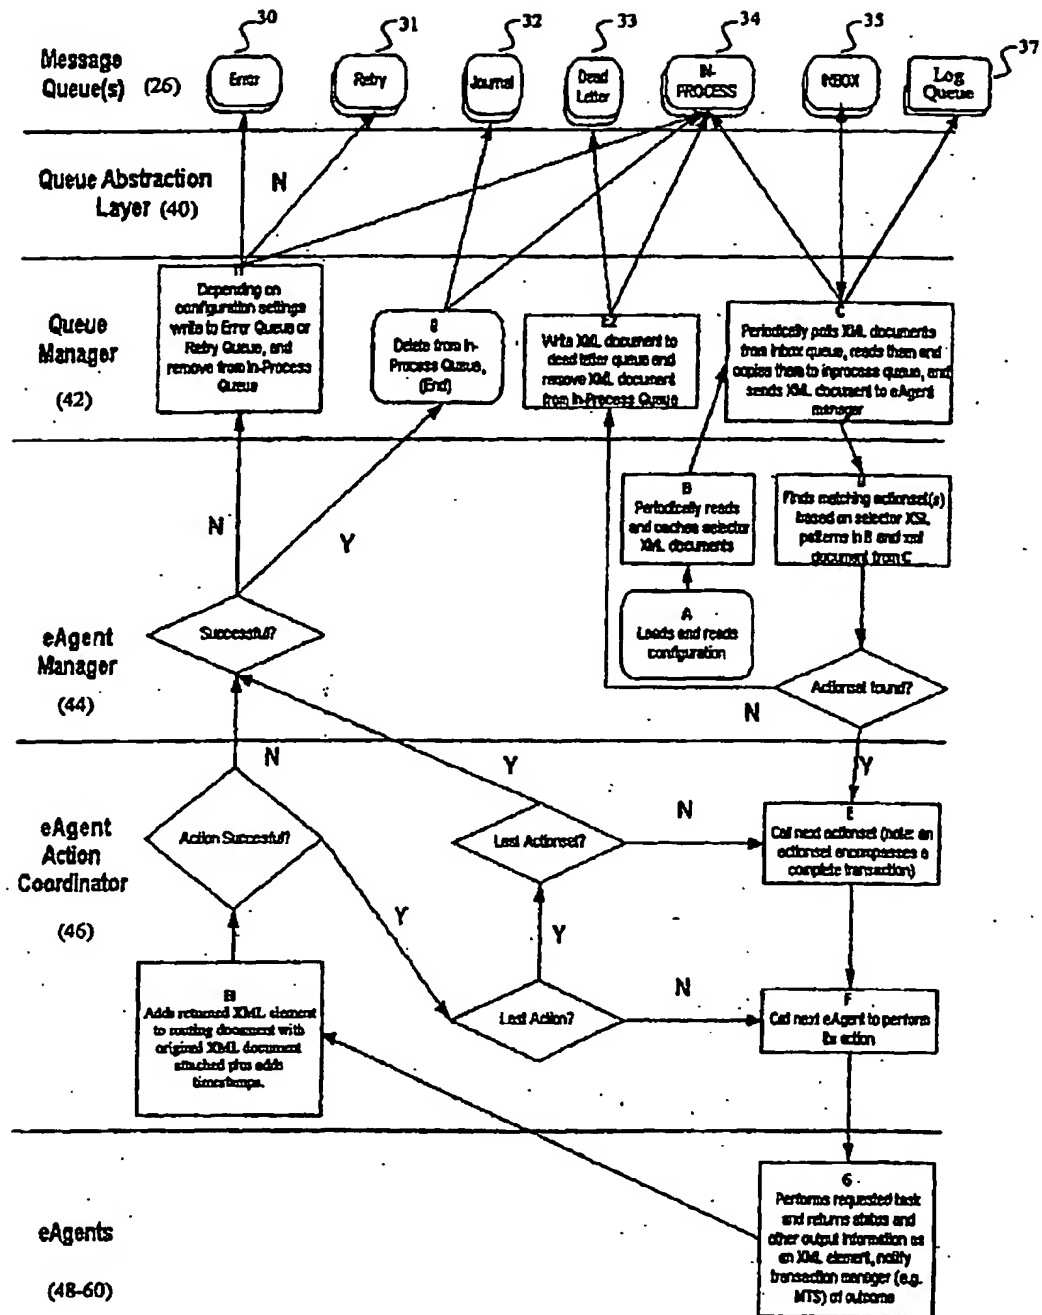 30 31 32 33 34 35 37
Message
Queue(s) (26)
Error
Retry
Journal
Dead
Letter
IN-
PROCESS
INBOX
Log
Queue
Queue Abstraction
Layer (40)
N
Queue
Manager
(42)
Depending on
configuration settings
write to Error Queue or
Retry Queue, and
remove from In-Process
Queue
Delete from In-
Process Queue,
(End)
E2
Write XML document to
dead letter queue and
remove XML document
from In-Process Queue
C
Periodically polls XML documents
from inbox queue, reads them and
copies them to inprocess queue, and
sends XML document to eAgent
manager
N
Y
B
Periodically reads
and caches selector
XML documents
Finds matching actionset(s)
based on selector XSL
patterns in B and xml
document from C
A
Loads and reads
configuration
eAgent
Manager
(44)
Successful?
Actionset found?
N
N
Y
Y
eAgent
Action
Coordinator
(46)
Action Successful?
Last Actionset?
N
E
Call next actionset (note: an
actionset encompasses a
complete transaction)
Y
Y
Last Action?
N
F
Call next eAgent to perform
its action
Adds returned XML element
to routing document with
original XML document
attached plus adds
timestamps.
eAgents
(48-60)
G
Performs requested task
and returns status and
other output information as
an XML element, notify
transaction manager (e.g.
MTS) of outcome